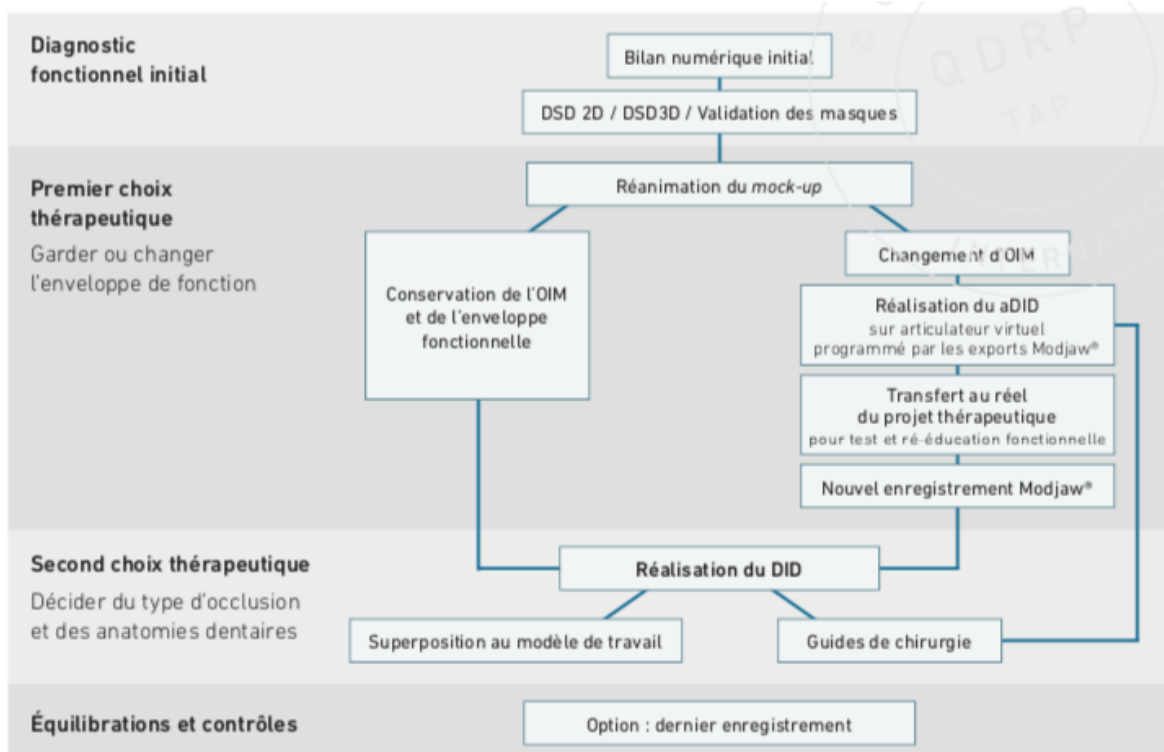 Diagnostic
fonctionnel initial
Bilan numérique initial
DSD 2D / DSD3D / Validation des masques
Premier choix
thérapeutique
Garder ou changer
l'enveloppe de fonction
Réanimation du mock-up
Conservation de l'OIM
et de l'enveloppe
fonctionnelle
Changement d'OIM
Réalisation du aDID
sur articulateur virtuel
programmé par les exports Modjaw®
Transfert au réel
du projet thérapeutique
pour test et ré-éducation fonctionnelle
Nouvel enregistrement Modjaw®
Second choix thérapeutique
Décider du type d'occlusion
et des anatomies dentaires
Réalisation du DID
Superposition au modèle de travail
Guides de chirurgie
Équilibrations et contrôles
Option : dernier enregistrement
QDRP
TAP